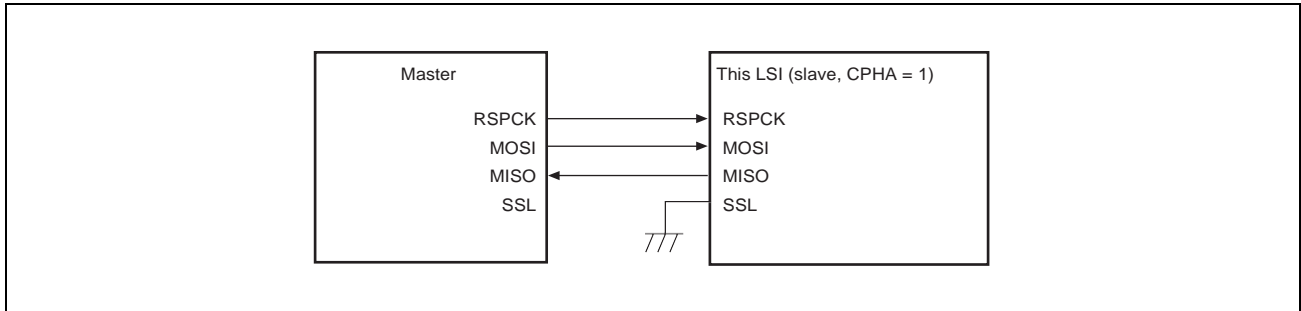 Master
RSPCK
MOSI
MISO
SSL
This LSI (slave, CPHA = 1)
RSPCK
MOSI
MISO
SSL